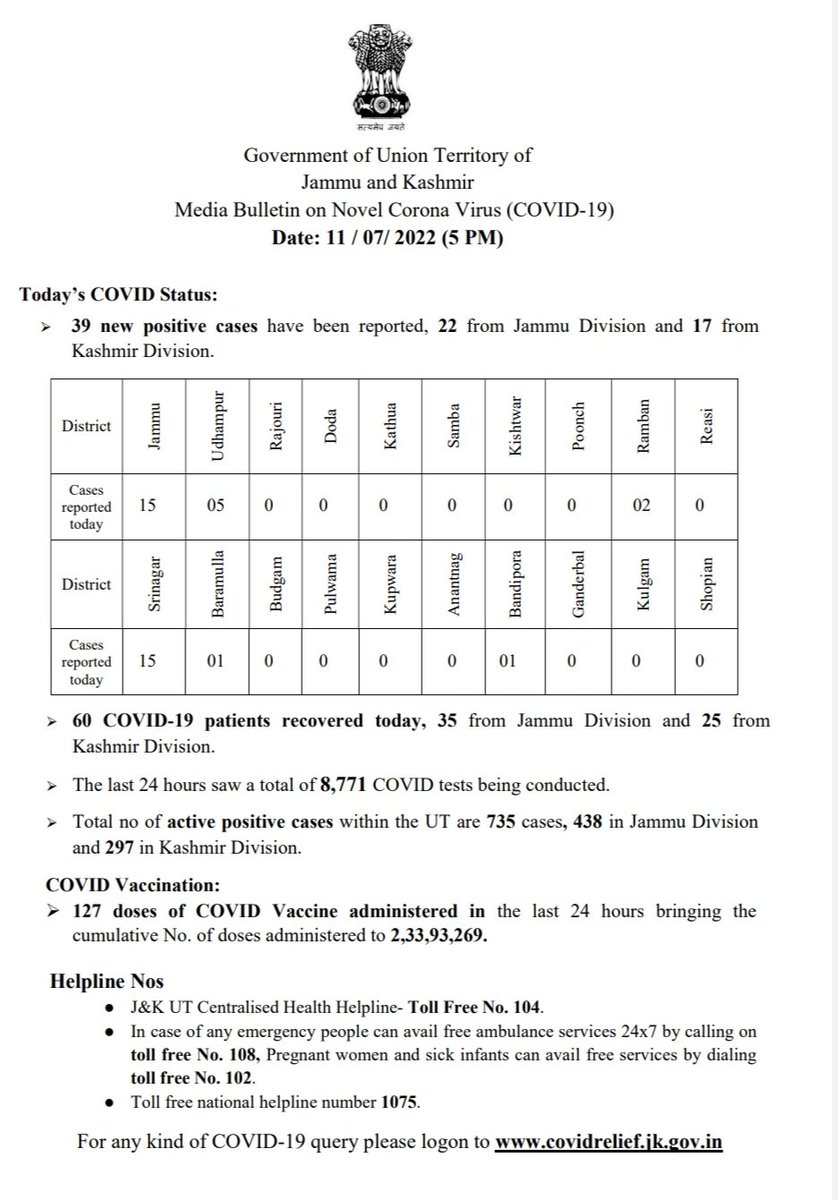 सत्यमेव जयते
Government of Union Territory of
Jammu and Kashmir
Media Bulletin on Novel Corona Virus (COVID-19)
Date: 11 / 07/ 2022 (5 PM)
Today’s COVID Status:
➢ 39 new positive cases have been reported, 22 from Jammu Division and 17 from
Kashmir Division.
District Jammu Udhampur Rajouri Doda Kathua Samba Kishtwar Poonch Ramban Reasi
Cases
reported
today
15 05 0 0 0 0 0 0 02 0
District Srinagar Baramulla Budgam Pulwama Kupwara Anantnag Bandipora Ganderbal Kulgam Shopian
Cases
reported
today
15 01 0 0 0 0 01 0 0 0
➢ 60 COVID-19 patients recovered today, 35 from Jammu Division and 25 from
Kashmir Division.
➢ The last 24 hours saw a total of 8,771 COVID tests being conducted.
➢ Total no of active positive cases within the UT are 735 cases, 438 in Jammu Division
and 297 in Kashmir Division.
COVID Vaccination:
➢ 127 doses of COVID Vaccine administered in the last 24 hours bringing the
cumulative No. of doses administered to 2,33,93,269.
Helpline Nos
● J&K UT Centralised Health Helpline- Toll Free No. 104.
● In case of any emergency people can avail free ambulance services 24x7 by calling on
toll free No. 108, Pregnant women and sick infants can avail free services by dialing
toll free No. 102.
● Toll free national helpline number 1075.
For any kind of COVID-19 query please logon to www.covidrelief.jk.gov.in